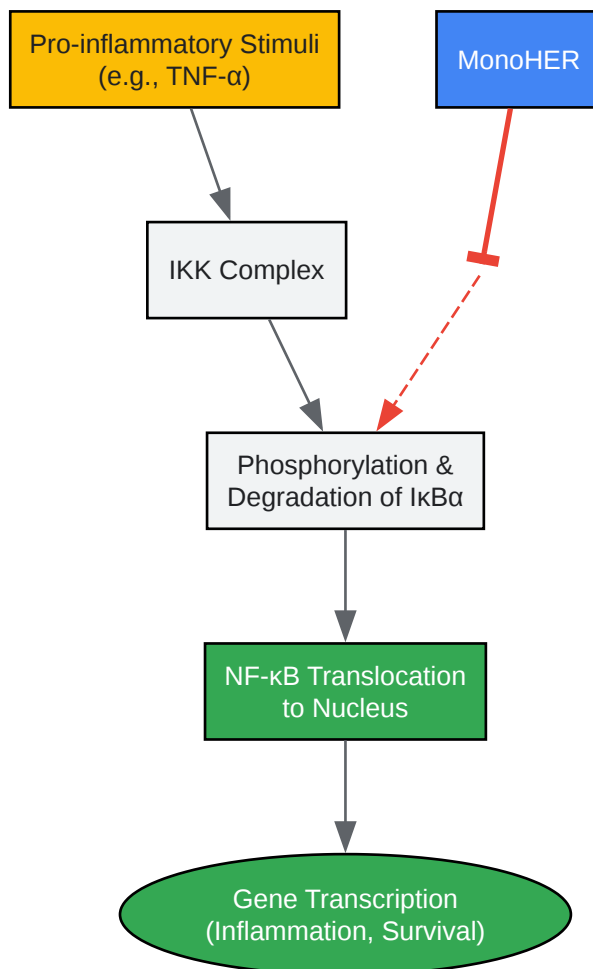 Pro-inflammatory Stimuli
(e.g., TNF-α)
MonoHER
IKK Complex
Phosphorylation &
Degradation of IκBα
NF-κB Translocation
to Nucleus
Gene Transcription
(Inflammation, Survival)